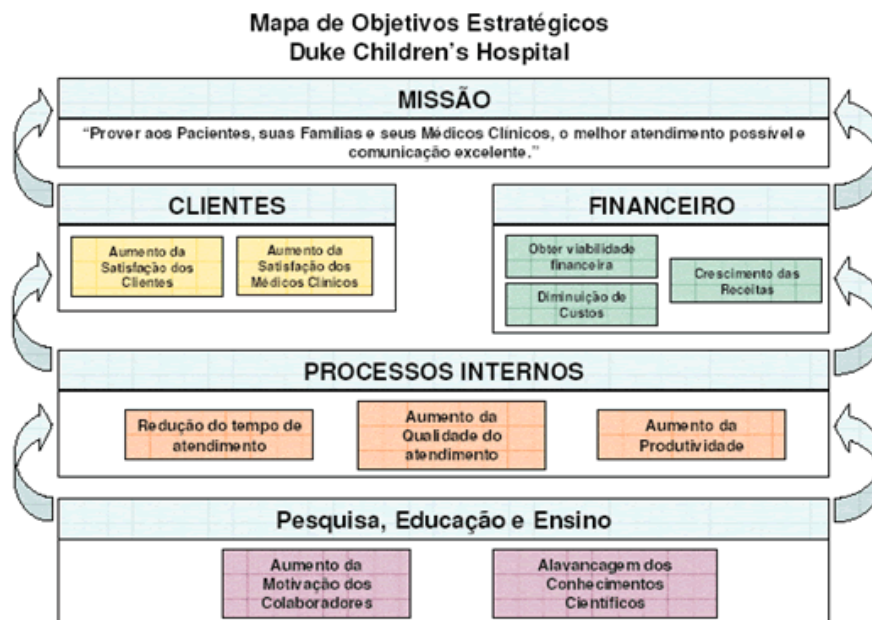 Mapa de Objetivos Estratégicos
Duke Children's Hospital
MISSÃO
“Prover aos Pacientes, suas Famílias e seus Médicos Clínicos, o melhor atendimento possível e
comunicação excelente.”
CLIENTES
Aumento da
Satisfação dos
Clientes
Aumento da
Satisfação dos
Médicos Clínicos
FINANCEIRO
Obter viabilidade
financeira
Diminuição de
Custos
Crescimento das
Receitas
PROCESSOS INTERNOS
Redução do tempo de
atendimento
Aumento da
Qualidade do
atendimento
Aumento da
Produtividade
Pesquisa, Educação e Ensino
Aumento da
Motivação dos
Colaboradores
Alavancagem dos
Conhecimentos
Científicos